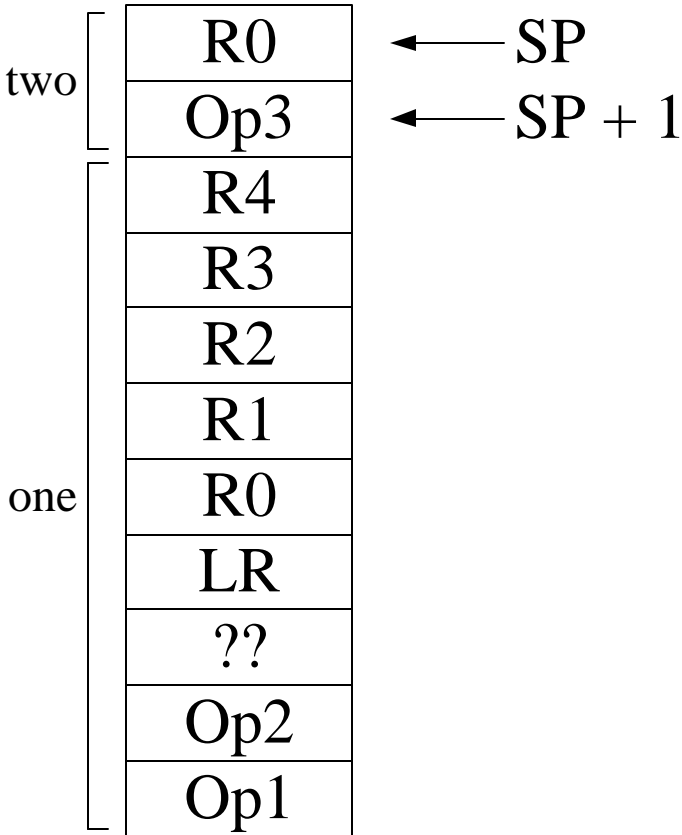 R0 SP
two
Op3 SP + 1
R4
R3
R2
R1
one R0
LR
??
Op2
Op1